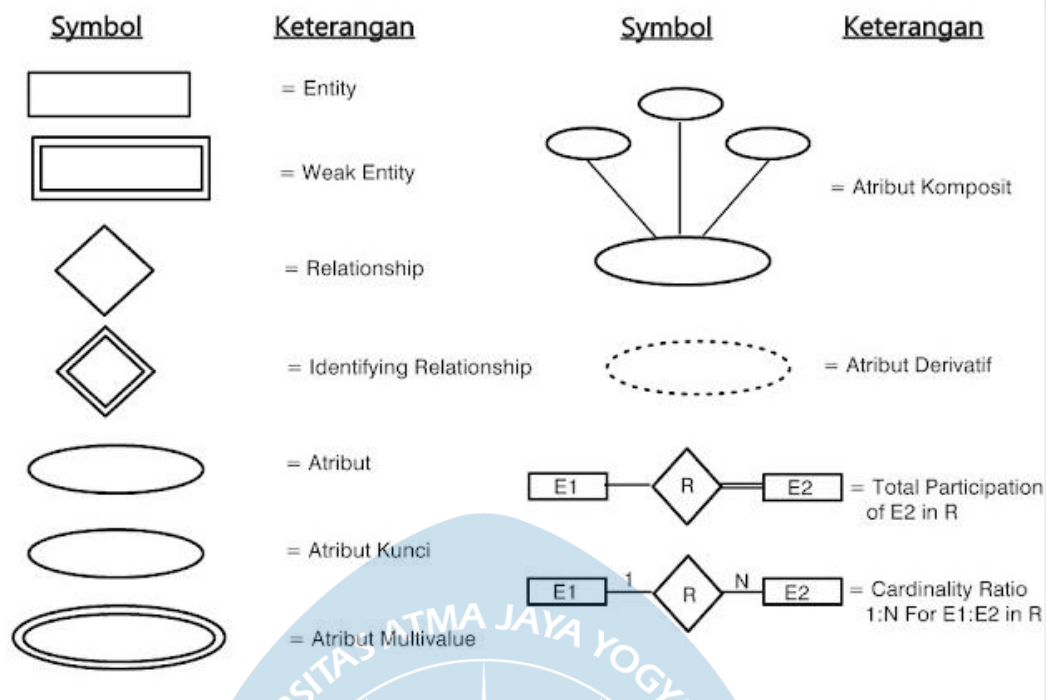 Symbol Keterangan
= Entity
= Weak Entity
= Relationship
= Identifying Relationship
= Atribut
= Atribut Kunci
= Atribut Multivalue
Symbol Keterangan
= Atribut Komposit
= Atribut Derivatif
E1 R E2 = Total Participation
of E2 in R
E1 1 R N E2 = Cardinality Ratio
1:N For E1:E2 in R
ATMA JAYA